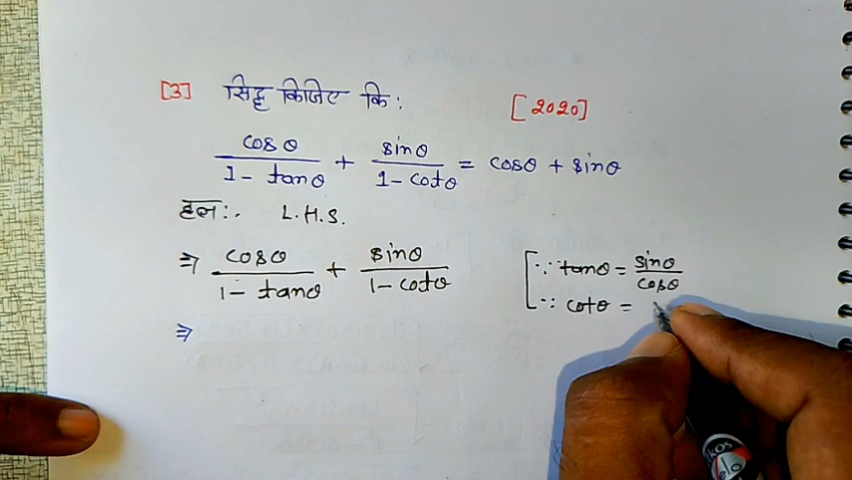 [3] सिद्ध किजिए कि :
[2020]
cosθ / 1 - tanθ + sinθ / 1 - cotθ = cosθ + sinθ
हल:- L.H.S.
⇒ cosθ / 1 - tanθ + sinθ / 1 - cotθ
[∵ tanθ = sinθ / cosθ
∵ cotθ =
⇒